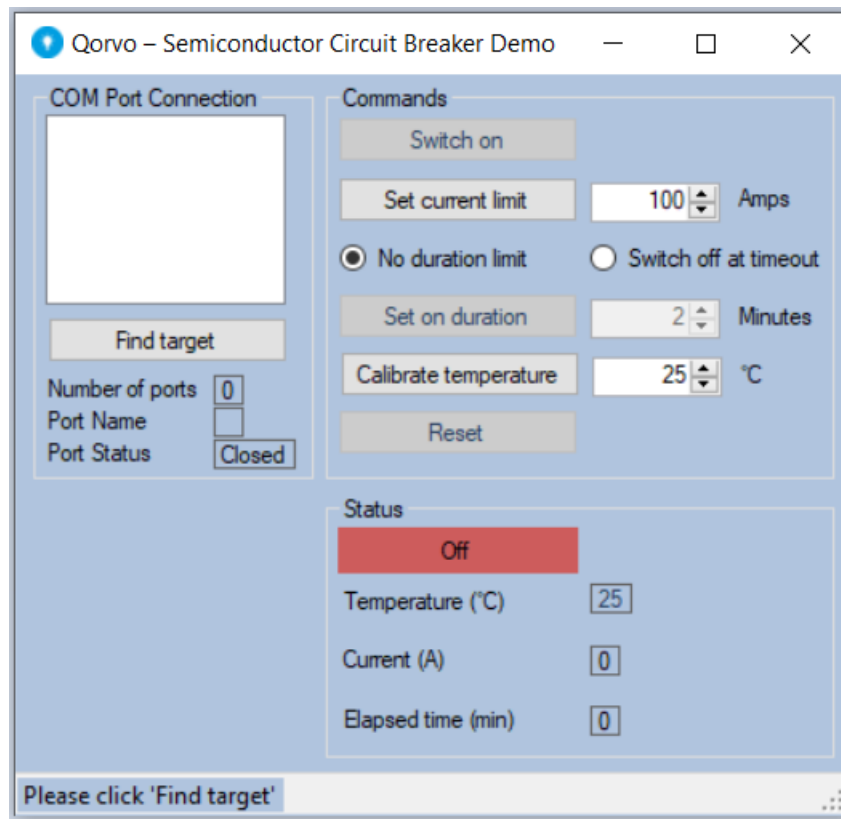 Qorvo – Semiconductor Circuit Breaker Demo
COM Port Connection
Find target
Number of ports 0
Port Name
Port Status Closed
Commands
Switch on
Set current limit 100 Amps
No duration limit Switch off at timeout
Set on duration 2 Minutes
Calibrate temperature 25 °C
Reset
Status
Off
Temperature (°C) 25
Current (A) 0
Elapsed time (min) 0
Please click 'Find target'